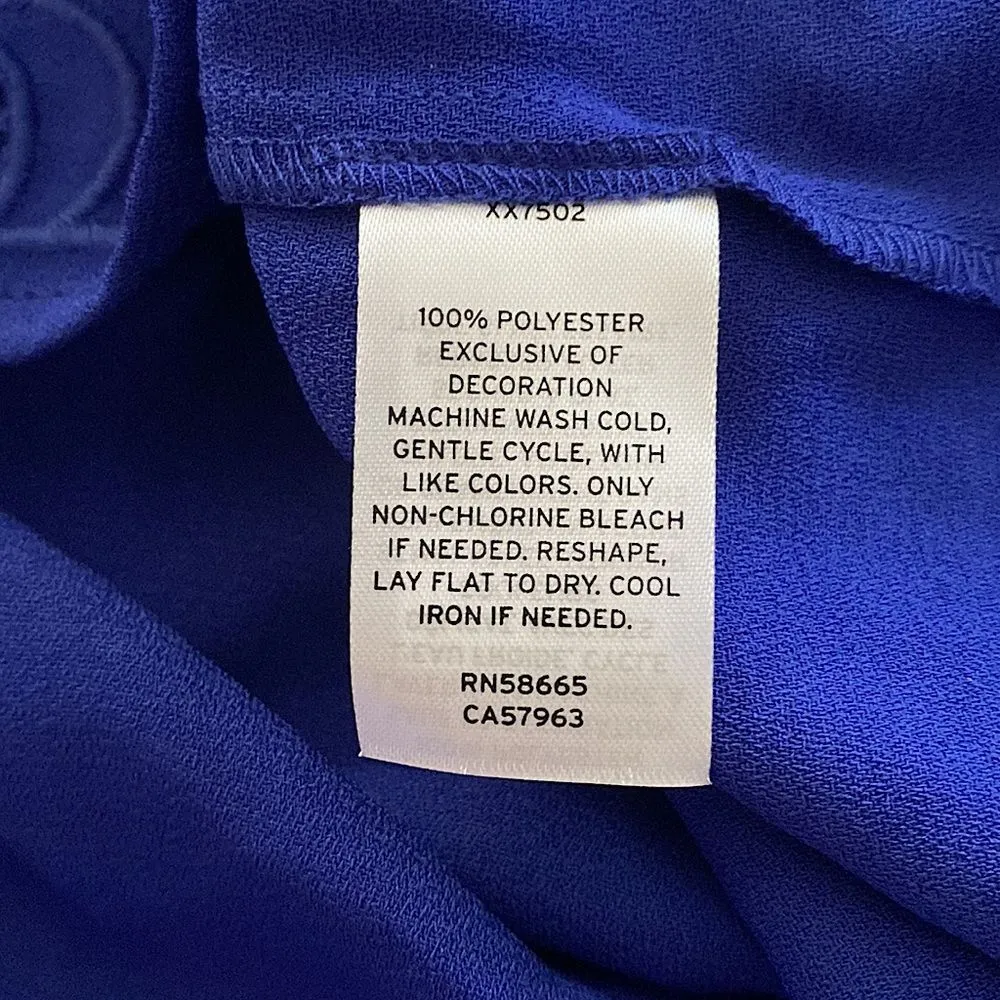 XX7502
100% POLYESTER
EXCLUSIVE OF
DECORATION
MACHINE WASH COLD,
GENTLE CYCLE, WITH
LIKE COLORS. ONLY
NON-CHLORINE BLEACH
IF NEEDED. RESHAPE,
LAY FLAT TO DRY. COOL
IRON IF NEEDED.
RN58665
CA57963